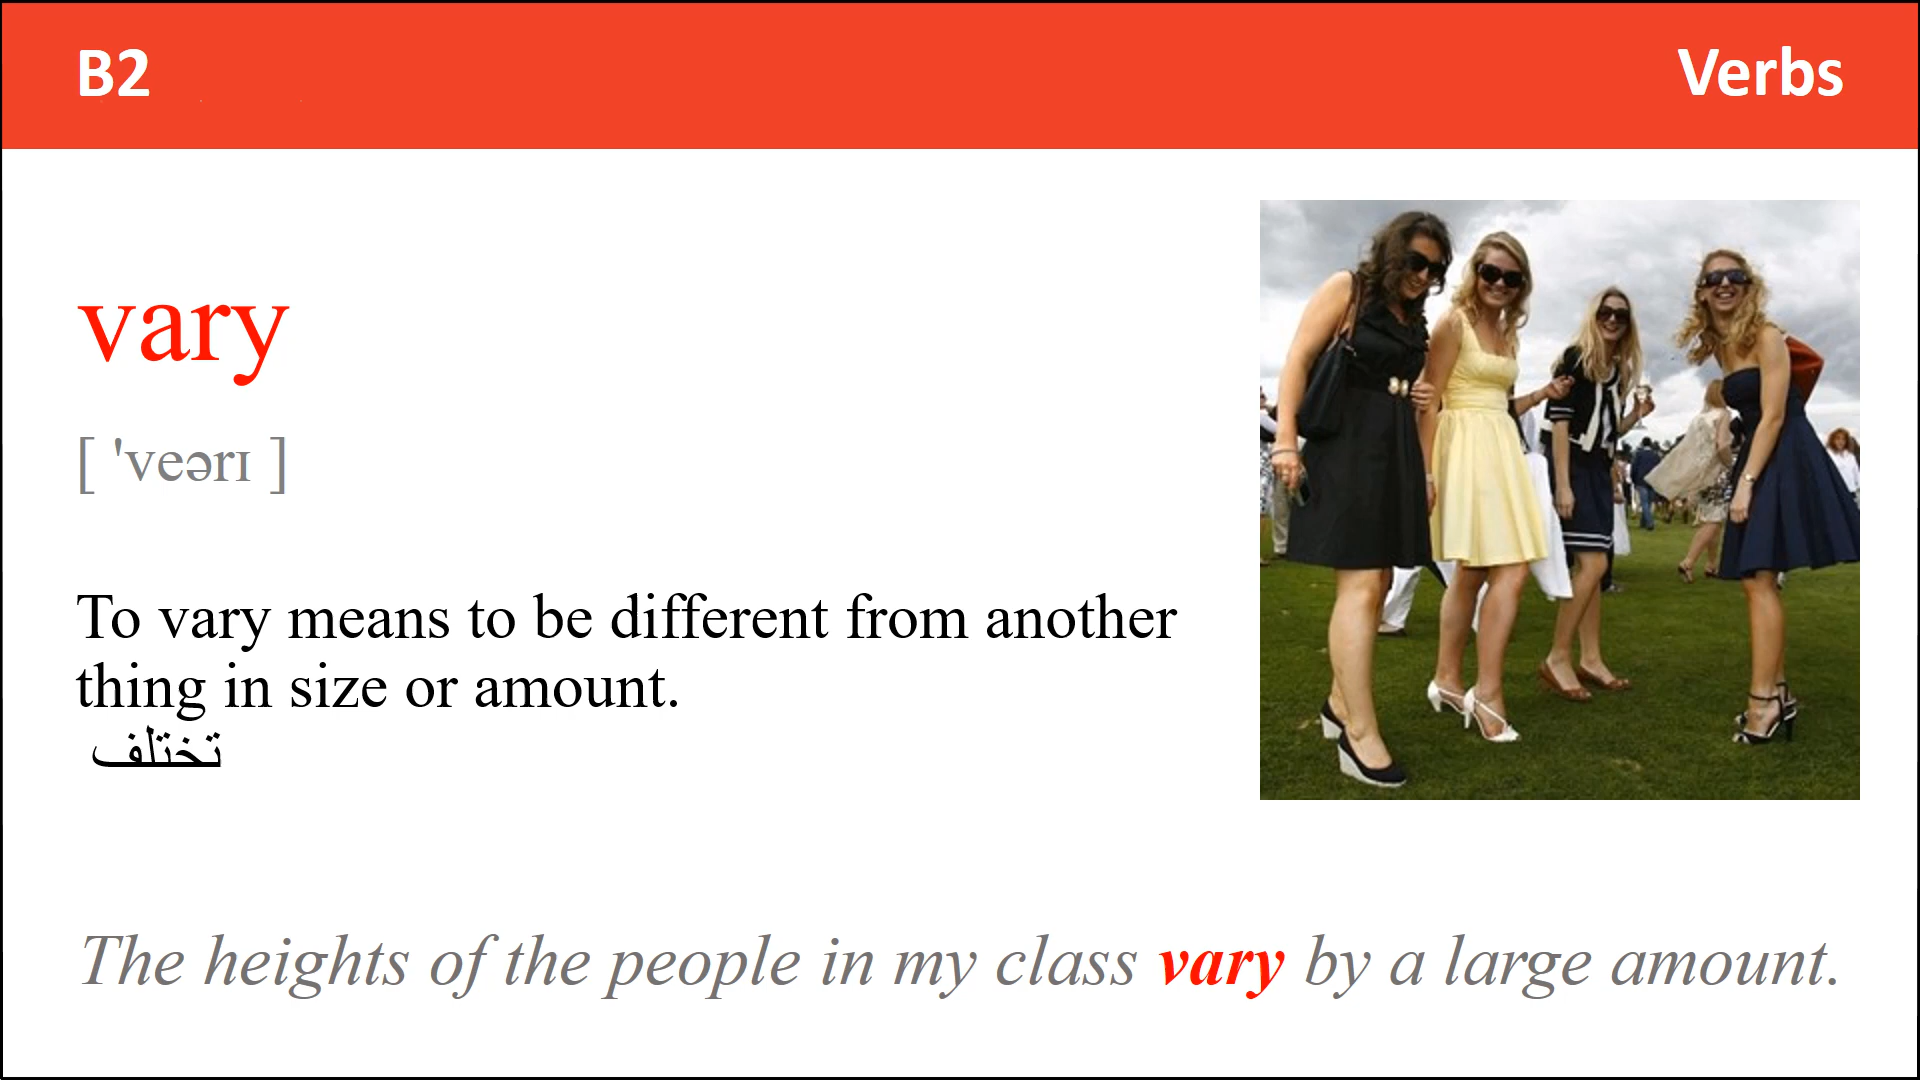 B2
Verbs
vary
[ 'veərɪ ]
To vary means to be different from another
thing in size or amount.
تختلف
The heights of the people in my class vary by a large amount.